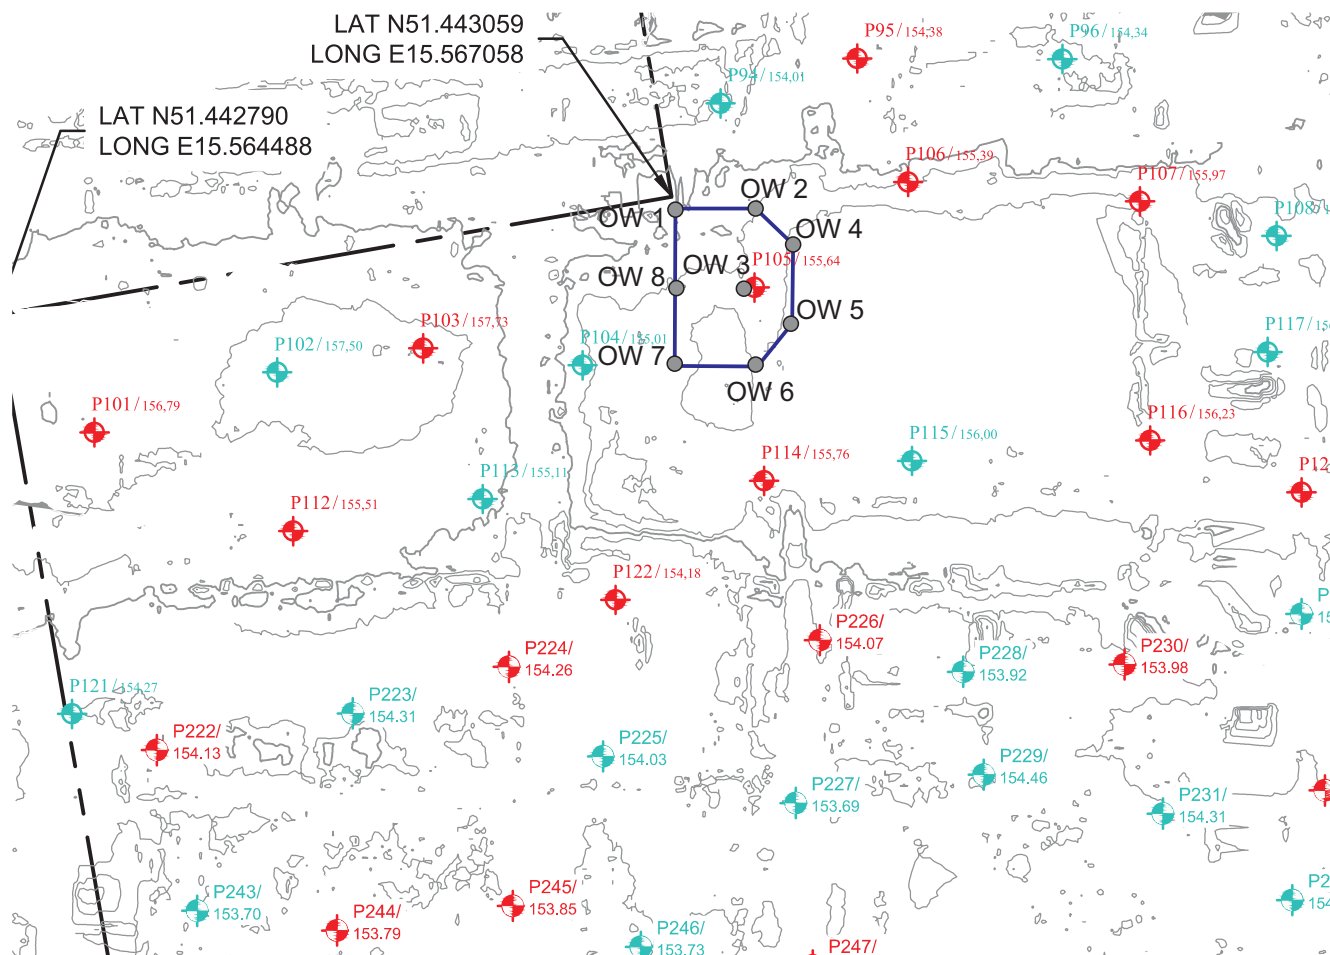 LAT N51.443059
LONG E15.567058
P95/154,38
P96/154,34
P94/154,01
LAT N51.442790
LONG E15.564488
P106/155,39
P107/155,97
OW 1
OW 2
P108/
OW 4
P105/155,64
OW 3
OW 8
OW 5
P103/157,73
P102/157,50
P104/155,01
OW 7
P117/
OW 6
P101/156,79
P116/156,23
P115/156,00
P114/155,76
P113/155,11
P112/155,51
P122/154,18
P226/
154.07
P224/
154.26
P228/
153.92
P230/
153.98
P121/154,27
P223/
154.31
P222/
154.13
P225/
154.03
P229/
154.46
P227/
153.69
P231/
154.31
P243/
153.70
P245/
153.85
P244/
153.79
P246/
153.73
P247/